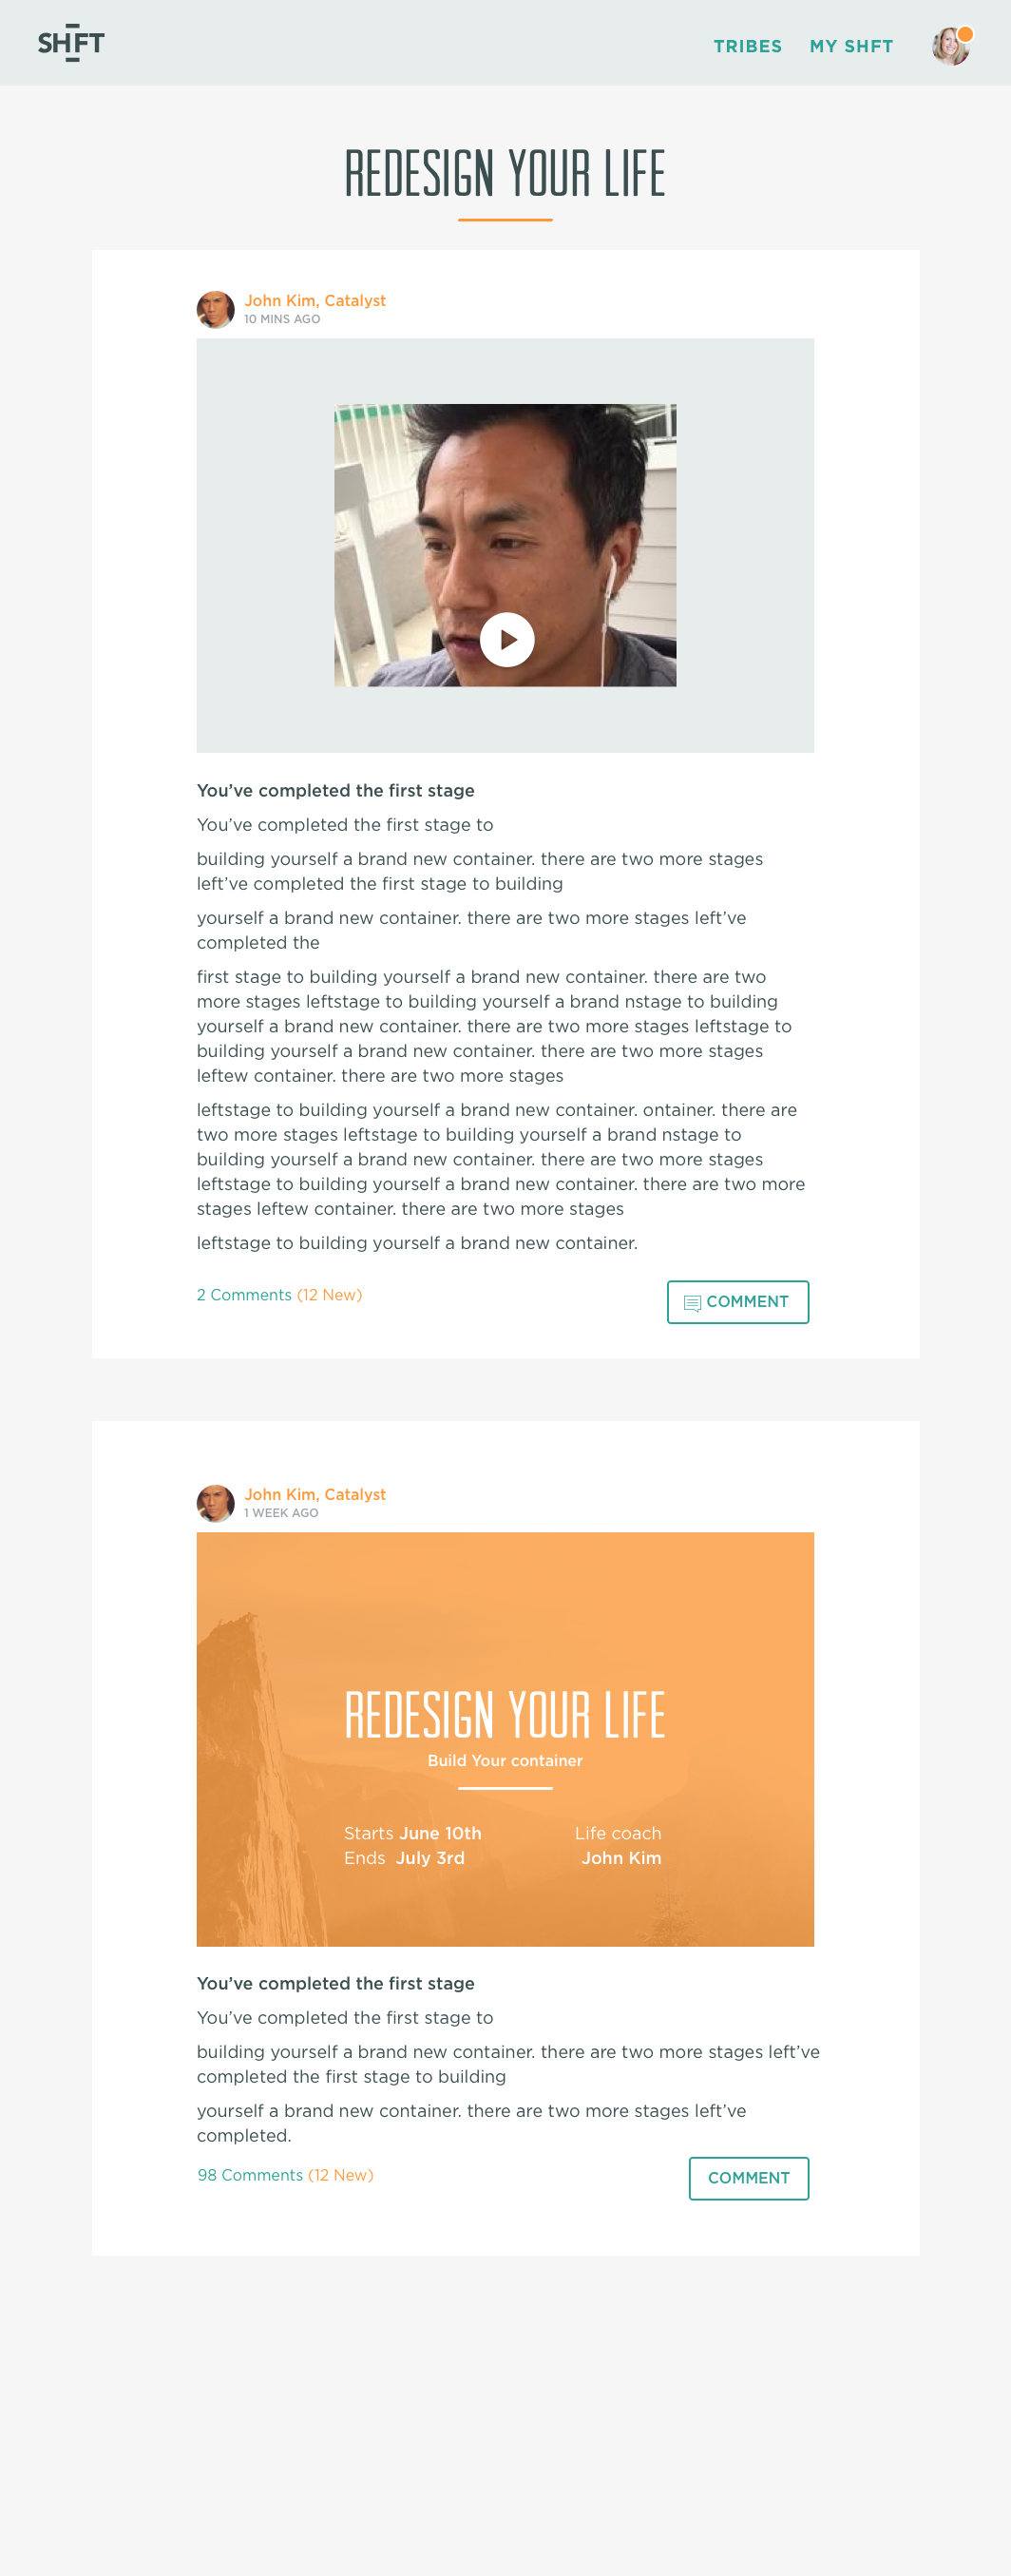 SHFT
TRIBES MY SHFT
REDESIGN YOUR LIFE
John Kim, Catalyst
10 MINS AGO
You’ve completed the first stage
You’ve completed the first stage to
building yourself a brand new container. there are two more stages
left’ve completed the first stage to building
yourself a brand new container. there are two more stages left’ve
completed the
first stage to building yourself a brand new container. there are two
more stages leftstage to building yourself a brand nstage to building
yourself a brand new container. there are two more stages leftstage to
building yourself a brand new container. there are two more stages
leftew container. there are two more stages
leftstage to building yourself a brand new container. ontainer. there are
two more stages leftstage to building yourself a brand nstage to
building yourself a brand new container. there are two more stages
leftstage to building yourself a brand new container. there are two more
stages leftew container. there are two more stages
leftstage to building yourself a brand new container.
2 Comments (12 New)
COMMENT
John Kim, Catalyst
1 WEEK AGO
REDESIGN YOUR LIFE
Build Your container
Starts June 10th
Ends July 3rd
Life coach
John Kim
You’ve completed the first stage
You’ve completed the first stage to
building yourself a brand new container. there are two more stages left’ve
completed the first stage to building
yourself a brand new container. there are two more stages left’ve
completed.
98 Comments (12 New)
COMMENT